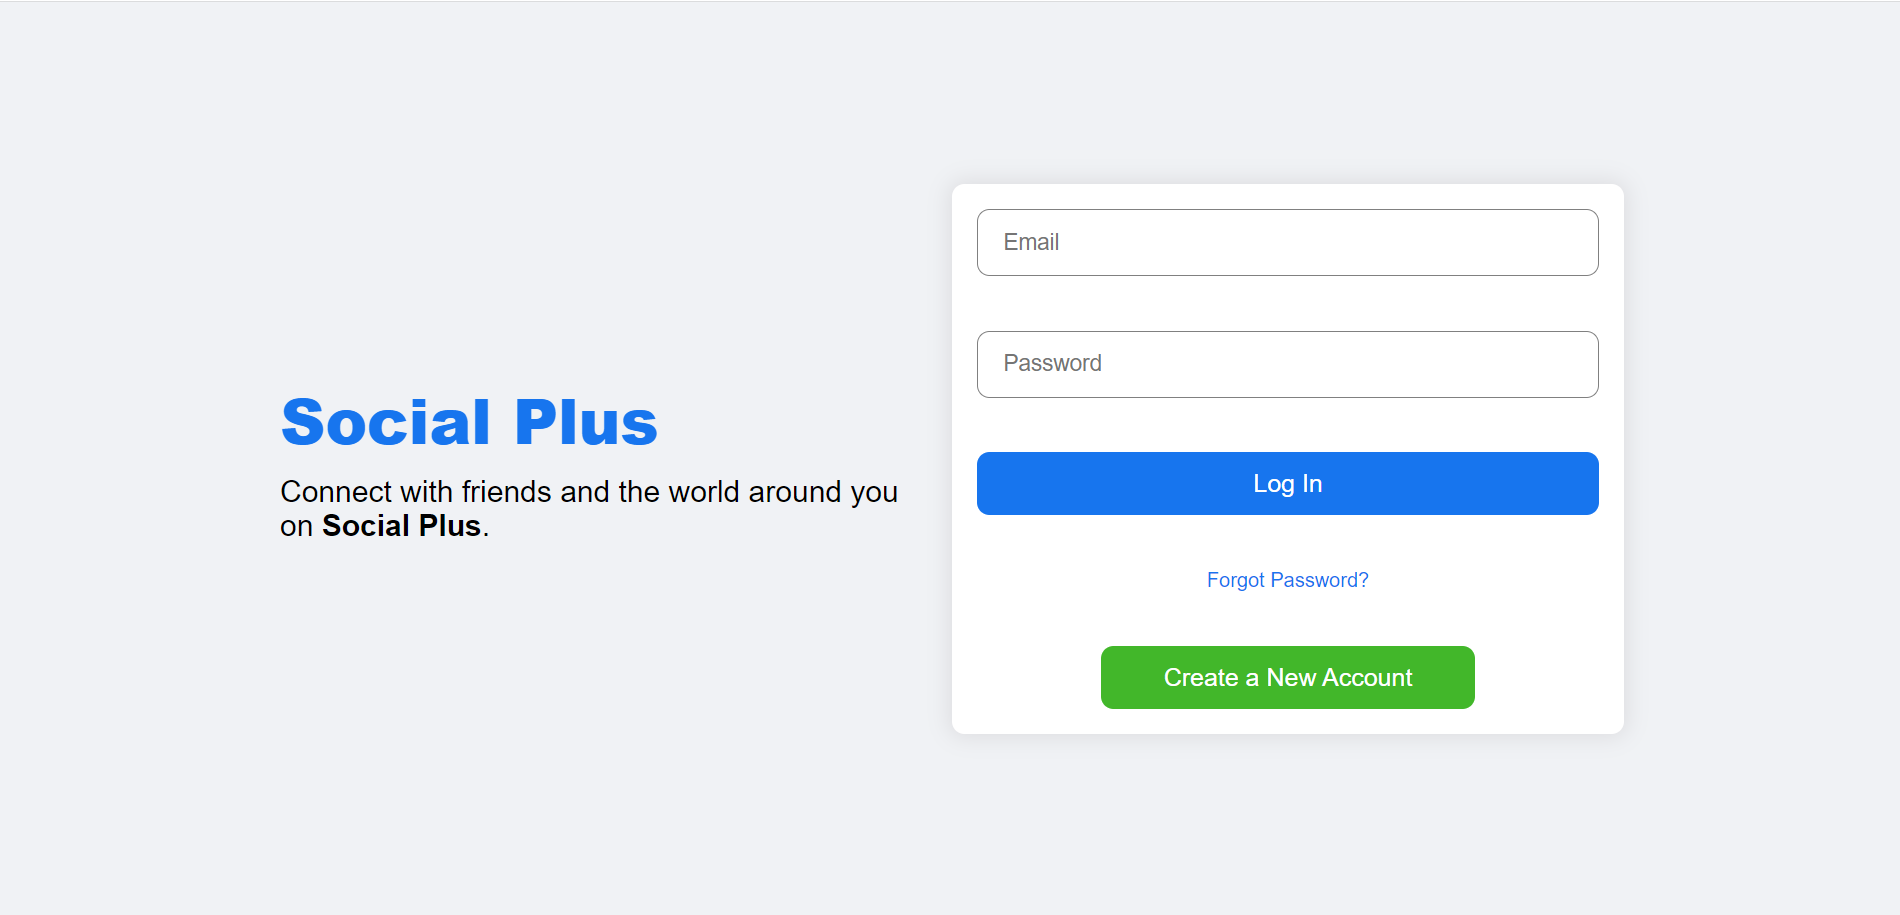 Social Plus
Connect with friends and the world around you
on Social Plus.
Email
Password
Log In
Forgot Password?
Create a New Account